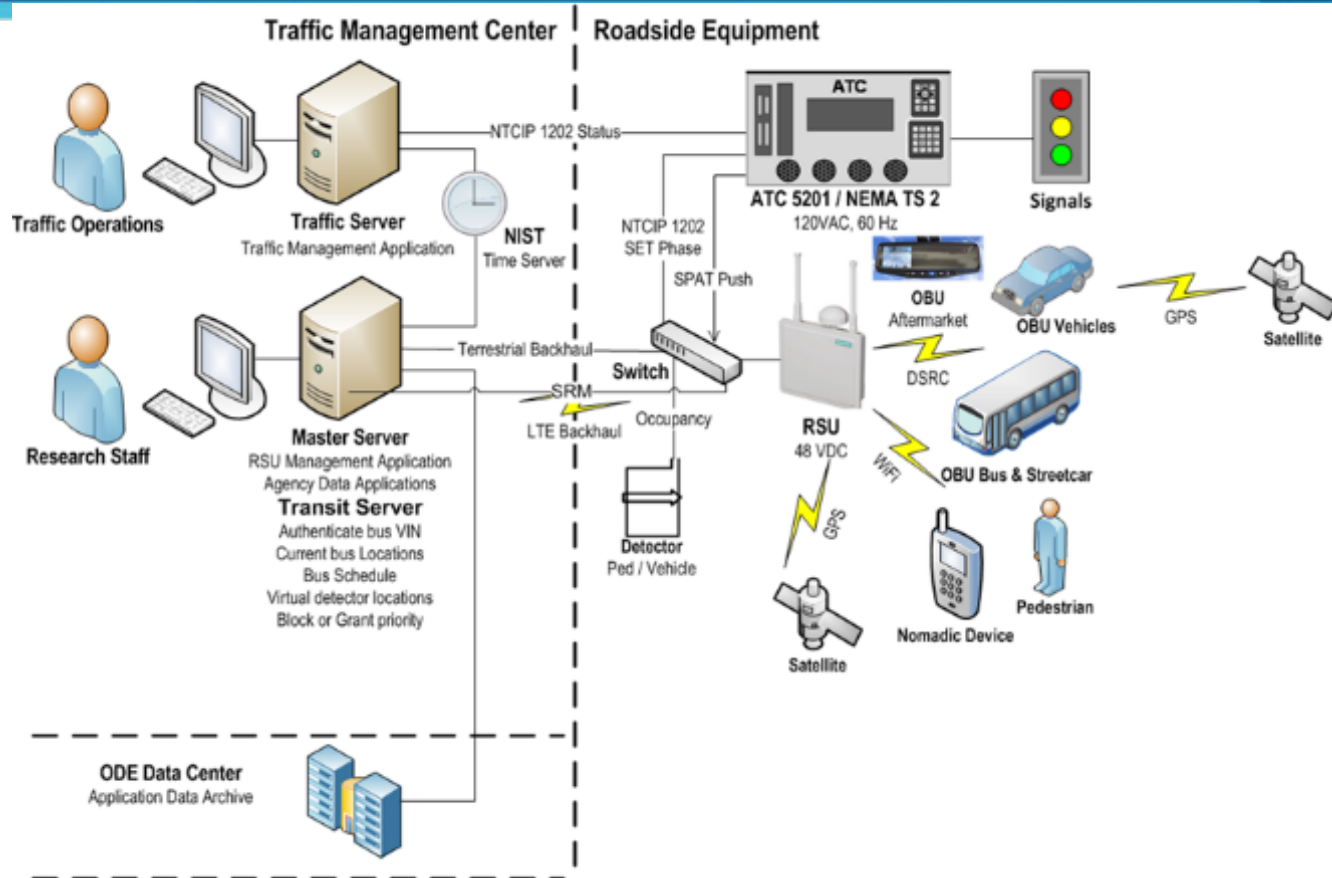 Traffic Management Center
Roadside Equipment
ATC
NTCIP 1202 Status
Traffic Operations
Traffic Server
Traffic Management Application
NIST
Time Server
ATC 5201 / NEMA TS 2
120VAC, 60 Hz
Signals
NTCIP 1202
SET Phase
SPAT Push
OBU
Aftermarket
OBU Vehicles
GPS
Satellite
Terrestrial Backhaul
Switch
DSRC
SRM
LTE Backhaul
Occupancy
RSU
48 VDC
WiFi
OBU Bus & Streetcar
Research Staff
Master Server
RSU Management Application
Agency Data Applications
Transit Server
Authenticate bus VIN
Current bus Locations
Bus Schedule
Virtual detector locations
Block or Grant priority
Detector
Ped / Vehicle
GPS
Satellite
Nomadic Device
Pedestrian
ODE Data Center
Application Data Archive